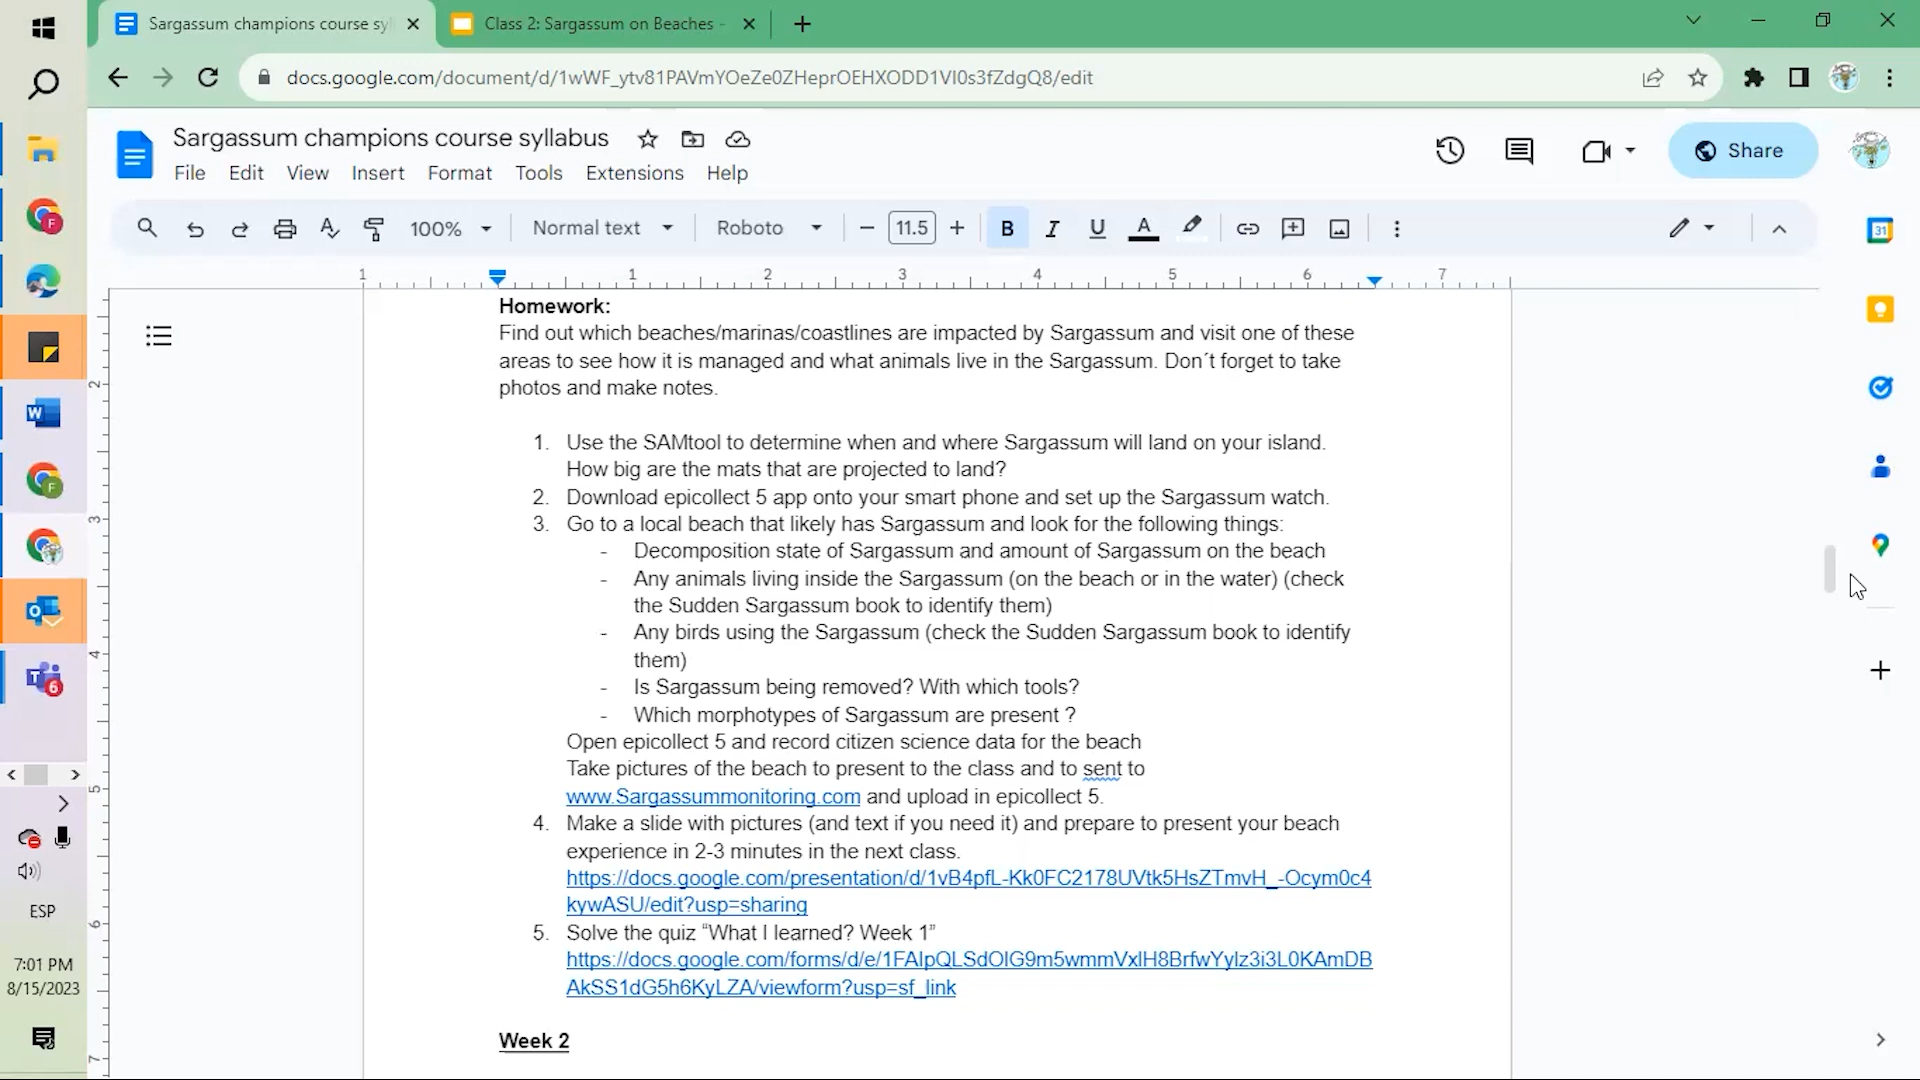 Sargassum champions course sy
Class 2: Sargassum on Beaches -
docs.google.com/document/d/1wWF_ytv81PAVmYOeZe0ZHeprOEHXODD1VI0s3fZdgQ8/edit
Sargassum champions course syllabus
File Edit View Insert Format Tools Extensions Help
Share
100% Normal text Roboto 11.5
1 1 2 3 4 5 6 7
Homework:
Find out which beaches/marinas/coastlines are impacted by Sargassum and visit one of these
areas to see how it is managed and what animals live in the Sargassum. Don´t forget to take
photos and make notes.
1. Use the SAMtool to determine when and where Sargassum will land on your island.
How big are the mats that are projected to land?
2. Download epicollect 5 app onto your smart phone and set up the Sargassum watch.
3. Go to a local beach that likely has Sargassum and look for the following things:
- Decomposition state of Sargassum and amount of Sargassum on the beach
- Any animals living inside the Sargassum (on the beach or in the water) (check
the Sudden Sargassum book to identify them)
- Any birds using the Sargassum (check the Sudden Sargassum book to identify
them)
- Is Sargassum being removed? With which tools?
- Which morphotypes of Sargassum are present ?
Open epicollect 5 and record citizen science data for the beach
Take pictures of the beach to present to the class and to sent to
www.Sargassummonitoring.com and upload in epicollect 5.
4. Make a slide with pictures (and text if you need it) and prepare to present your beach
experience in 2-3 minutes in the next class.
https://docs.google.com/presentation/d/1vB4pfL-Kk0FC2178UVtk5HsZTmvH_-Ocym0c4
kywASU/edit?usp=sharing
5. Solve the quiz “What I learned? Week 1”
https://docs.google.com/forms/d/e/1FAIpQLSdOIG9m5wmmVxlH8BrfwYylz3i3L0KAmDB
AkSS1dG5h6KyLZA/viewform?usp=sf_link
Week 2
2
3
4
5
6
7
ESP
7:01 PM
8/15/2023